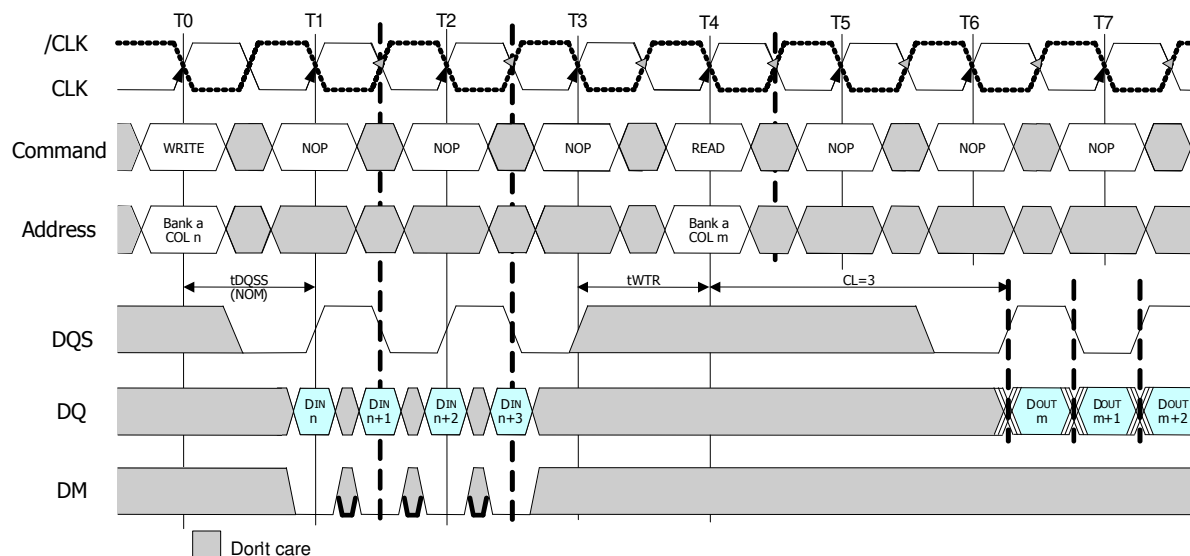 T0 T1 T2 T3 T4 T5 T6 T7
/CLK
CLK
Command WRITE NOP NOP NOP READ NOP NOP NOP
Address Bank a COL n Bank a COL m
tDQSS (NOM) tWTR CL=3
DQS
DQ DIN n DIN n+1 DIN n+2 DIN n+3 DOUT m DOUT m+1 DOUT m+2
DM
Don't care